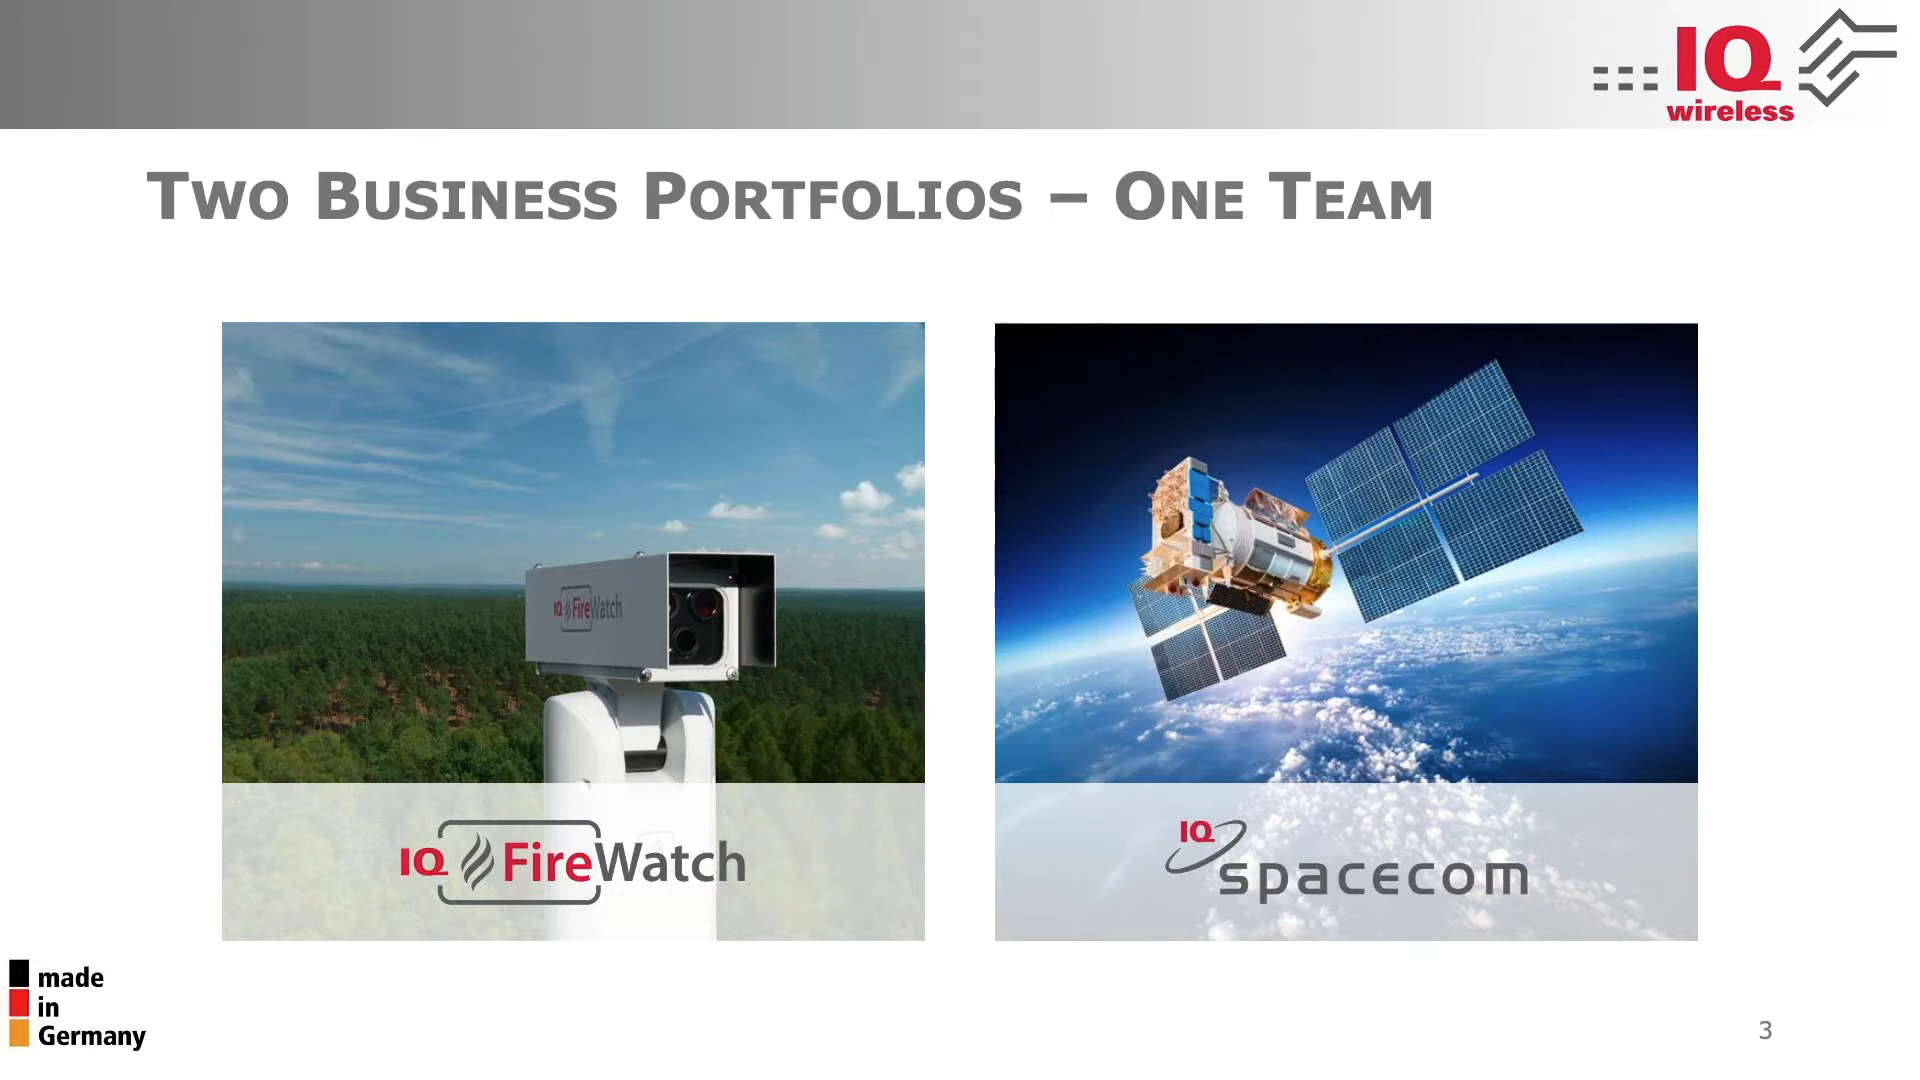 IQ
wireless
Two Business Portfolios – One Team
IQ FireWatch
IQ FireWatch
IQ
spacecom
made
in
Germany
3